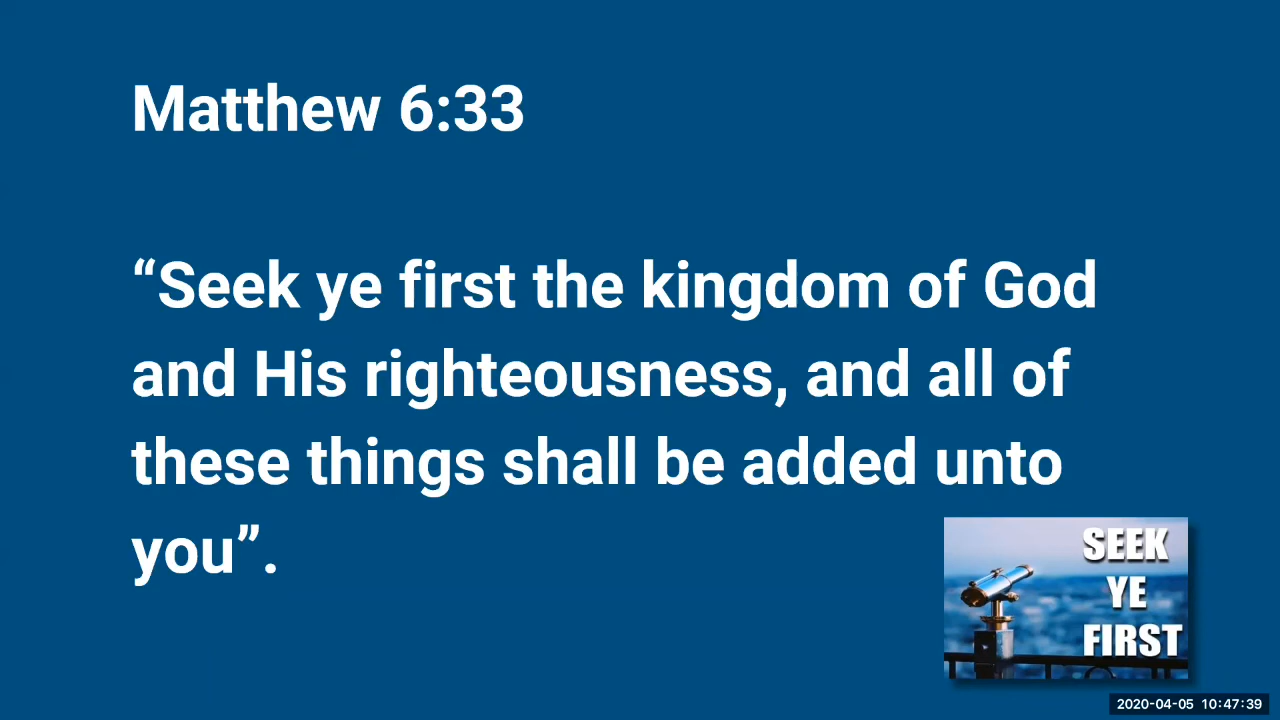 Matthew 6:33
“Seek ye first the kingdom of God
and His righteousness, and all of
these things shall be added unto
you”.
SEEK
YE
FIRST
2020-04-05 10:47:39